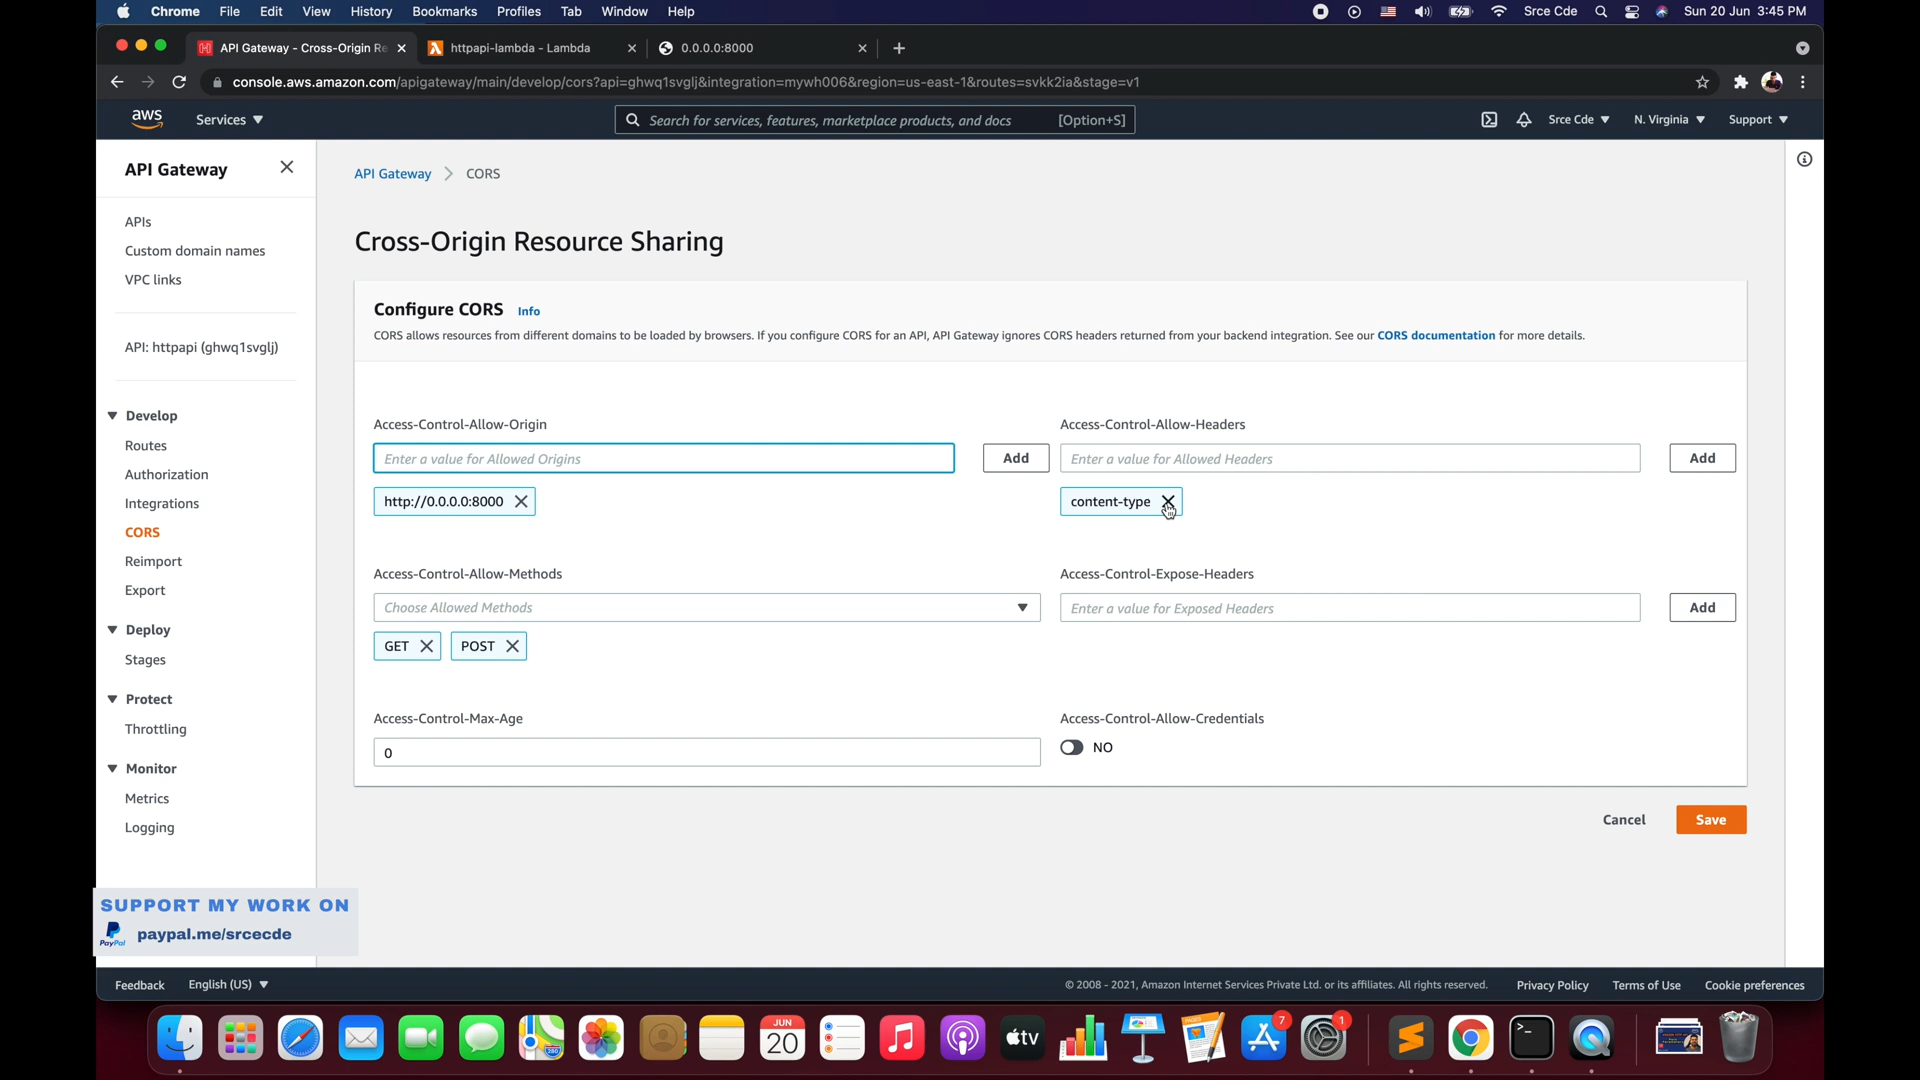 Chrome File Edit View History Bookmarks Profiles Tab Window Help Srce Cde Sun 20 Jun 3:45 PM
API Gateway - Cross-Origin Re httpapi-lambda - Lambda 0.0.0.0:8000
console.aws.amazon.com/apigateway/main/develop/cors?api=ghwq1svglj&integration=mywh006&region=us-east-1&routes=svkk2ia&stage=v1
aws Services Search for services, features, marketplace products, and docs [Option+S] Srce Cde N. Virginia Support
API Gateway
APIs
Custom domain names
VPC links
API: httpapi (ghwq1svglj)
Develop
Routes
Authorization
Integrations
CORS
Reimport
Export
Deploy
Stages
Protect
Throttling
Monitor
Metrics
Logging
API Gateway CORS
Cross-Origin Resource Sharing
Configure CORS Info
CORS allows resources from different domains to be loaded by browsers. If you configure CORS for an API, API Gateway ignores CORS headers returned from your backend integration. See our CORS documentation for more details.
Access-Control-Allow-Origin
Enter a value for Allowed Origins Add
http://0.0.0.0:8000
Access-Control-Allow-Headers
Enter a value for Allowed Headers Add
content-type
Access-Control-Allow-Methods
Choose Allowed Methods
GET POST
Access-Control-Expose-Headers
Enter a value for Exposed Headers Add
Access-Control-Max-Age
0
Access-Control-Allow-Credentials
NO
Cancel Save
SUPPORT MY WORK ON
PayPal paypal.me/srcecde
Feedback English (US) © 2008 - 2021, Amazon Internet Services Private Ltd. or its affiliates. All rights reserved. Privacy Policy Terms of Use Cookie preferences
JUN
20
tv
7
1